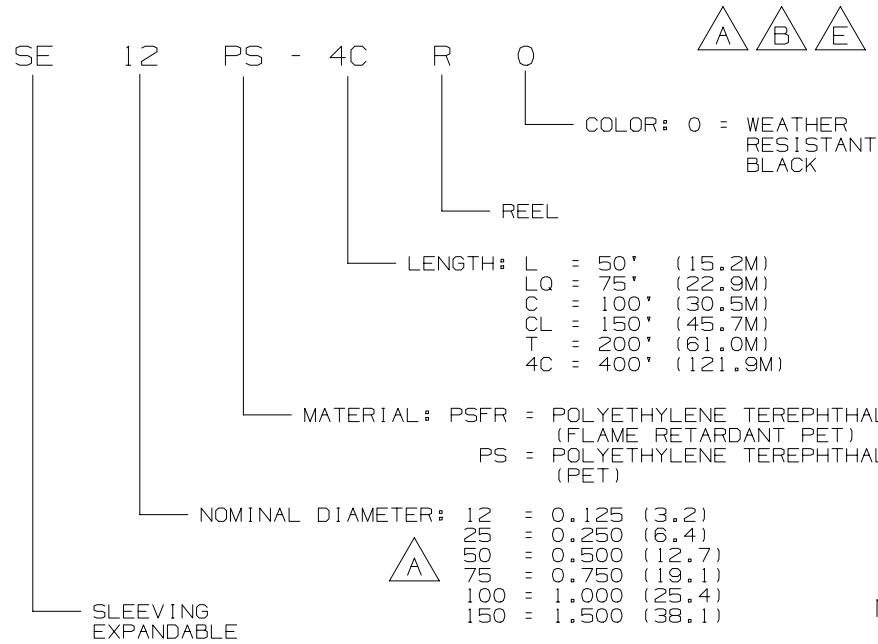 A B E
SE 12 PS - 4C R 0
COLOR: 0 = WEATHER
RESISTANT
BLACK
REEL
LENGTH: L = 50' (15.2M)
LQ = 75' (22.9M)
C = 100' (30.5M)
CL = 150' (45.7M)
T = 200' (61.0M)
4C = 400' (121.9M)
MATERIAL: PSFR = POLYETHYLENE TEREPHTHAL
(FLAME RETARDANT PET)
PS = POLYETHYLENE TEREPHTHAL
(PET)
NOMINAL DIAMETER: 12 = 0.125 (3.2)
25 = 0.250 (6.4)
A 50 = 0.500 (12.7)
75 = 0.750 (19.1)
100 = 1.000 (25.4)
150 = 1.500 (38.1)
SLEEVING
EXPANDABLE